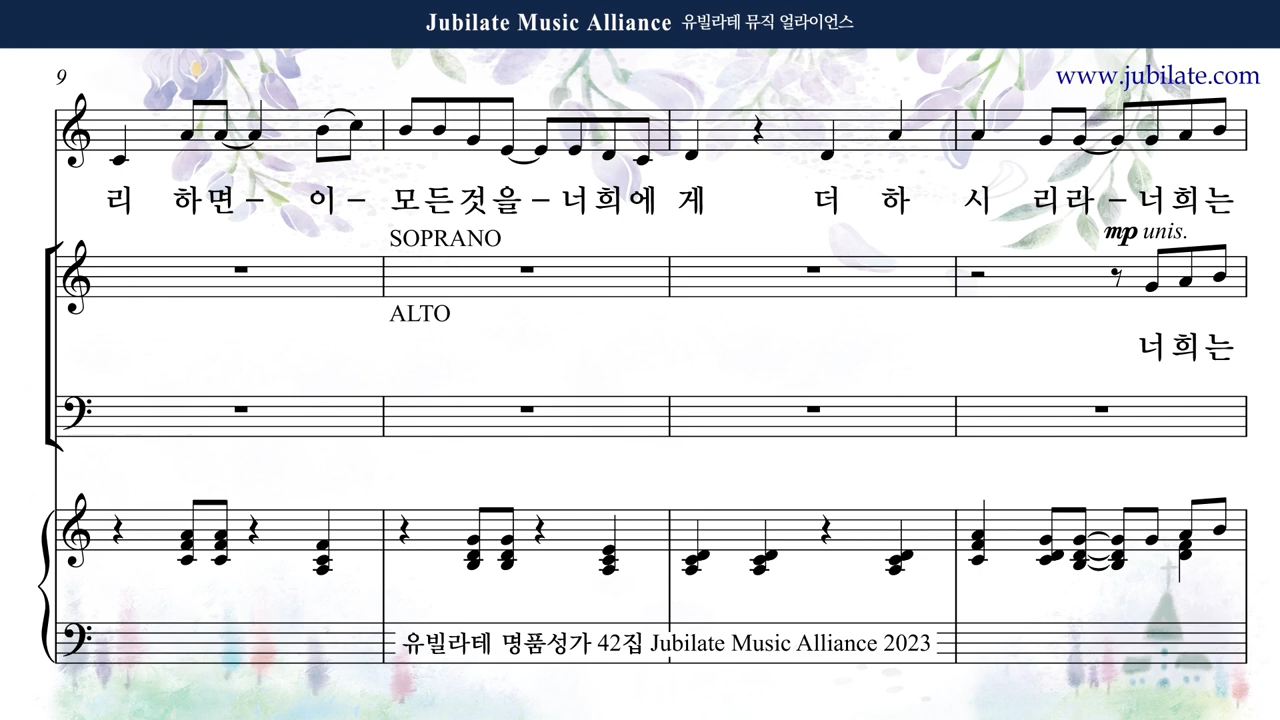 Jubilate Music Alliance 유빌라테 뮤직 얼라이언스
9
www.jubilate.com
리 하면– 이– 모든것을–너희에 게 더 하 시 리라–너희는
SOPRANO
mp unis.
ALTO
너희는
유빌라테 명품성가 42집 Jubilate Music Alliance 2023